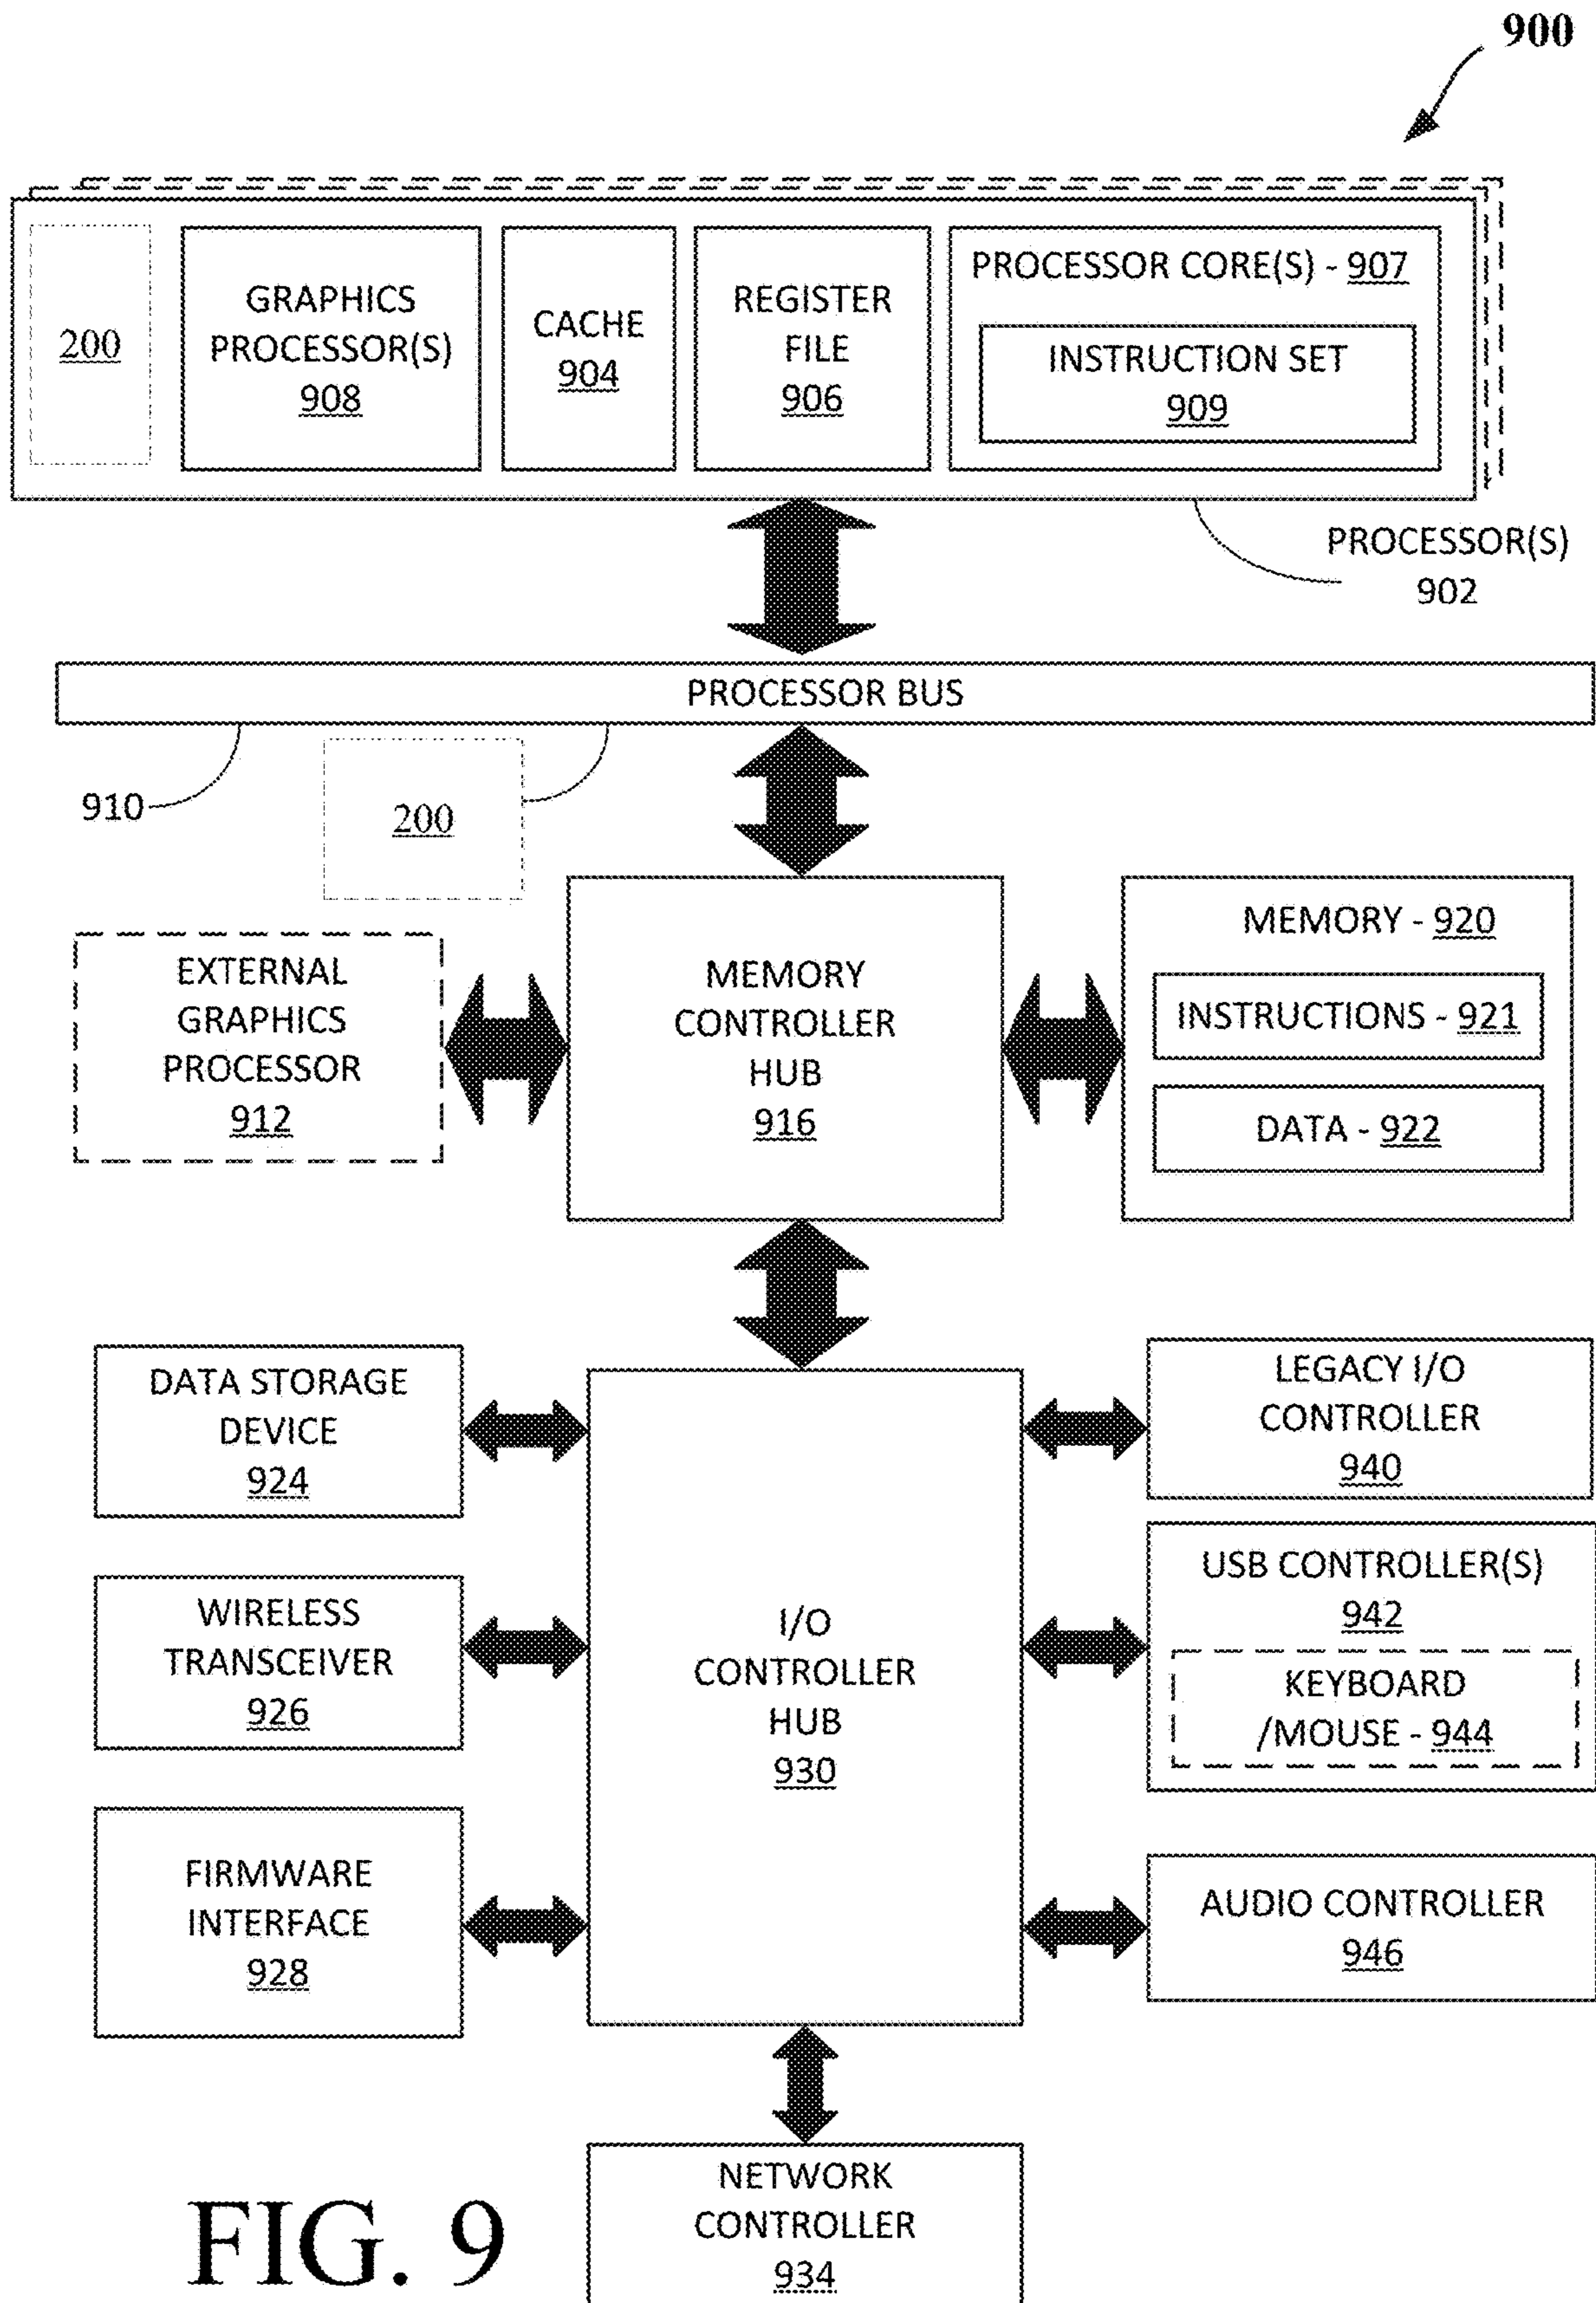 900
200
GRAPHICS
PROCESSOR(S)
908
CACHE
904
REGISTER
FILE
906
PROCESSOR CORE(S) - 907
INSTRUCTION SET
909
PROCESSOR(S)
902
PROCESSOR BUS
910
200
EXTERNAL
GRAPHICS
PROCESSOR
912
MEMORY
CONTROLLER
HUB
916
MEMORY - 920
INSTRUCTIONS - 921
DATA - 922
DATA STORAGE
DEVICE
924
WIRELESS
TRANSCEIVER
926
FIRMWARE
INTERFACE
928
I/O
CONTROLLER
HUB
930
LEGACY I/O
CONTROLLER
940
USB CONTROLLER(S)
942
KEYBOARD
/MOUSE - 944
AUDIO CONTROLLER
946
NETWORK
CONTROLLER
934
FIG. 9